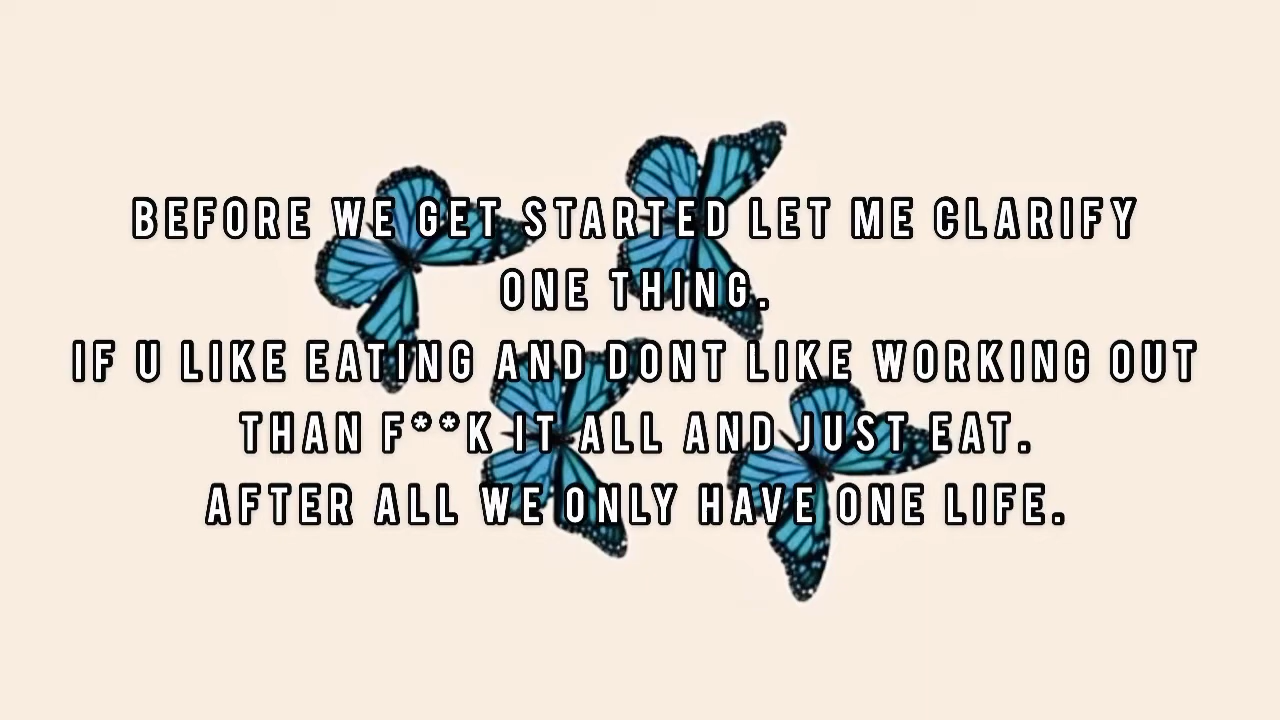 BEFORE WE GET STARTED LET ME CLARIFY
ONE THING.
IF U LIKE EATING AND DONT LIKE WORKING OUT
THAN F**K IT ALL AND JUST EAT.
AFTER ALL WE ONLY HAVE ONE LIFE.